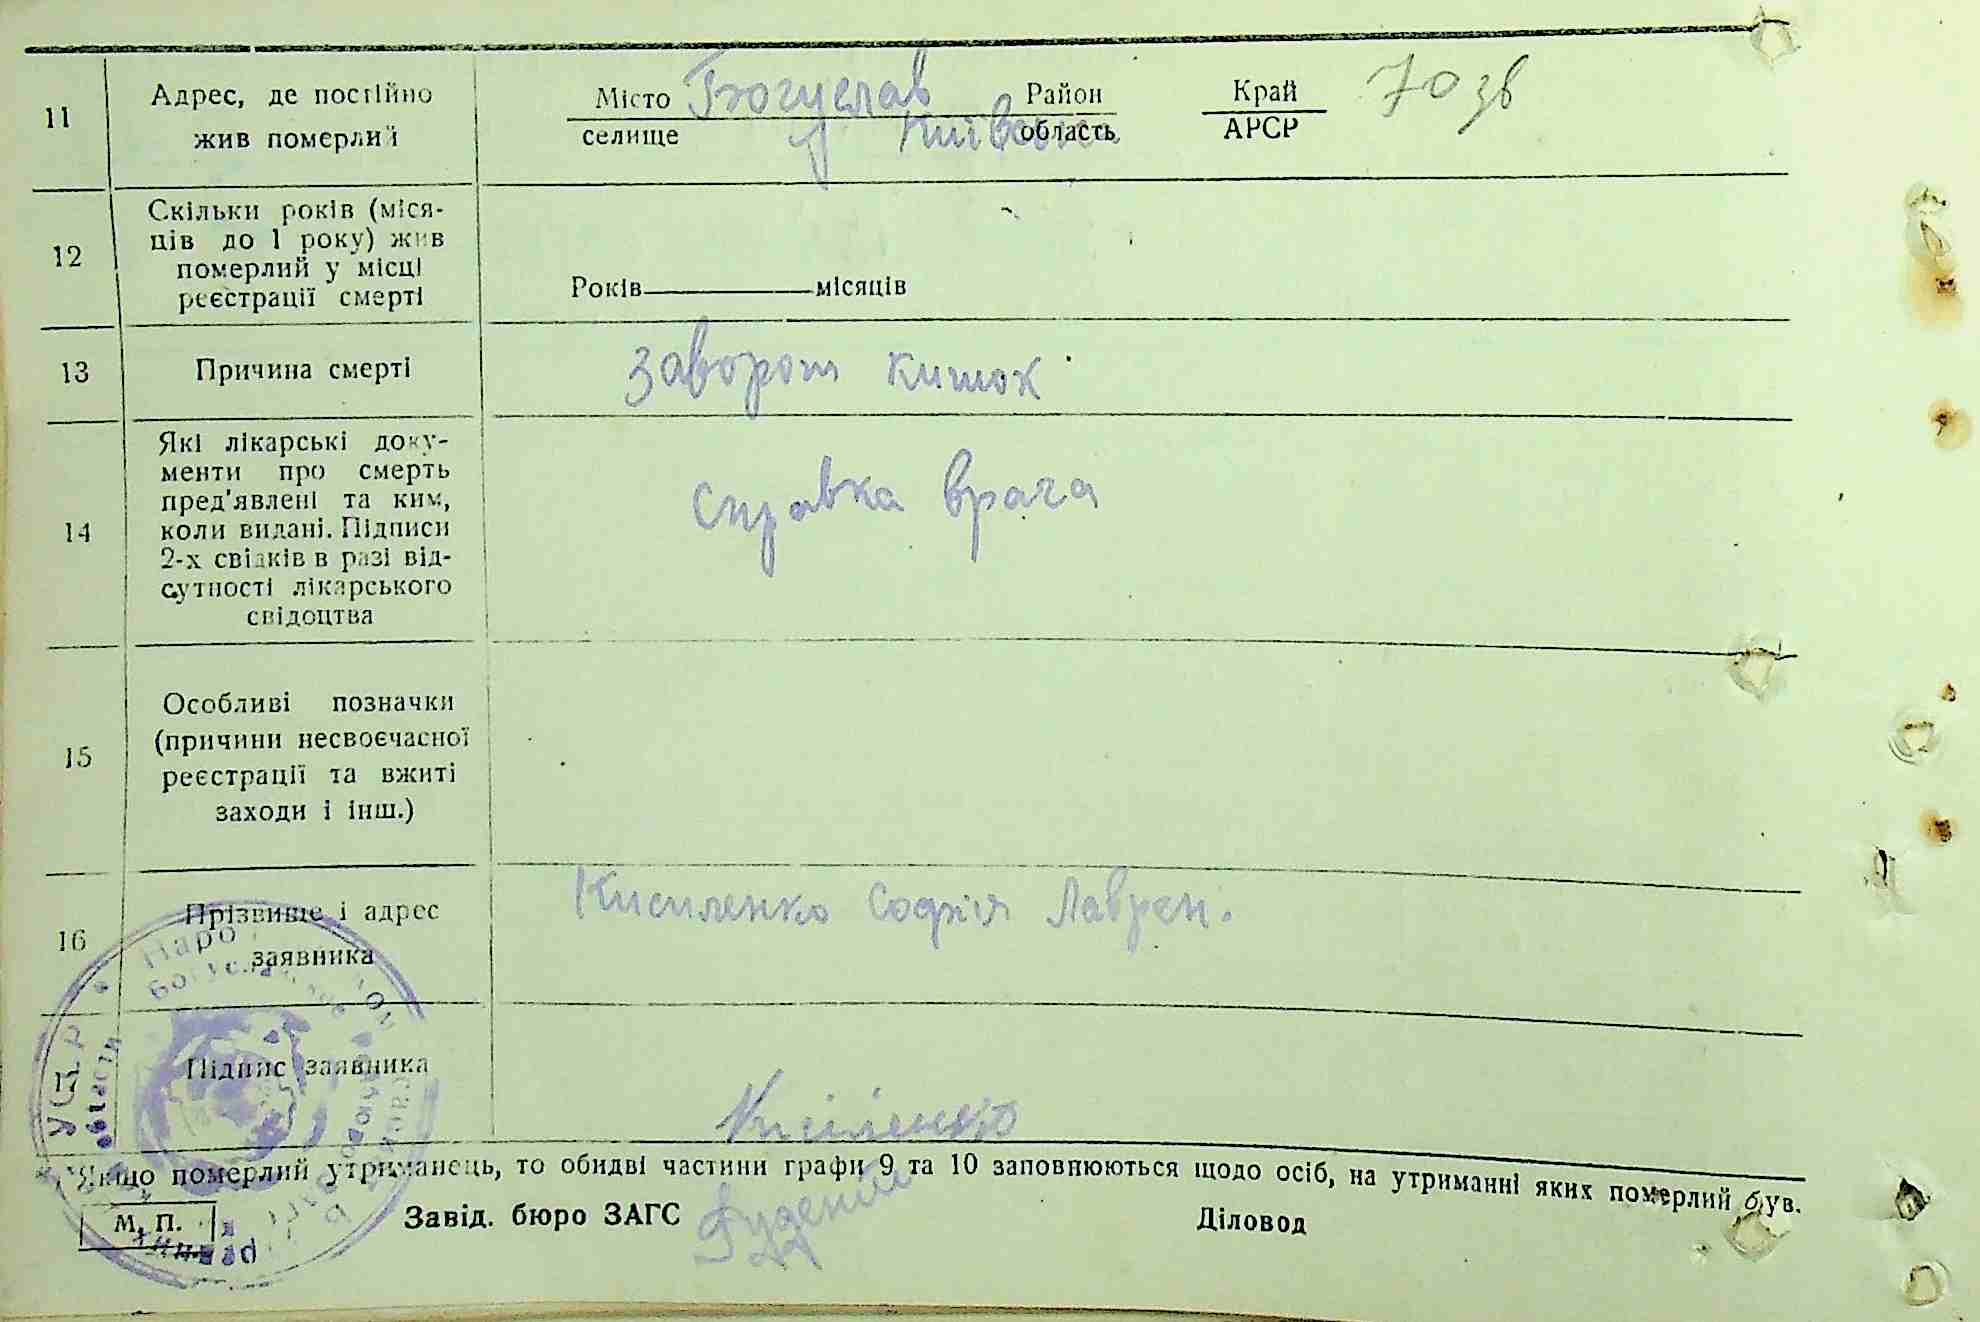 11 Адрес, де постійно жив померлий Місто Богуслав Район Край 70 зв
селище Київська область АРСР
12 Скільки років (міся-
ців до 1 року) жив
померлий у місці
реєстрації смерті
Років місяців
13 Причина смерті Заворот кишок
14 Які лікарські доку-
менти про смерть
пред'явлені та ким,
коли видані. Підписи
2-х свідків в разі від-
сутності лікарського
свідоцтва
Справка врача
15 Особливі позначки
(причини несвоєчасної
реєстрації та вжиті
заходи і інш.)
16 Прізвище і адрес
заявника
Кисиленко Софія Лаврен.
17 Підпис заявника
Кисіленко
Якщо померлий утриманець, то обидві частини графи 9 та 10 заповнюються щодо осіб, на утриманні яких померлий був.
М. П. Завід. бюро ЗАГС Діловод
УСРР
області